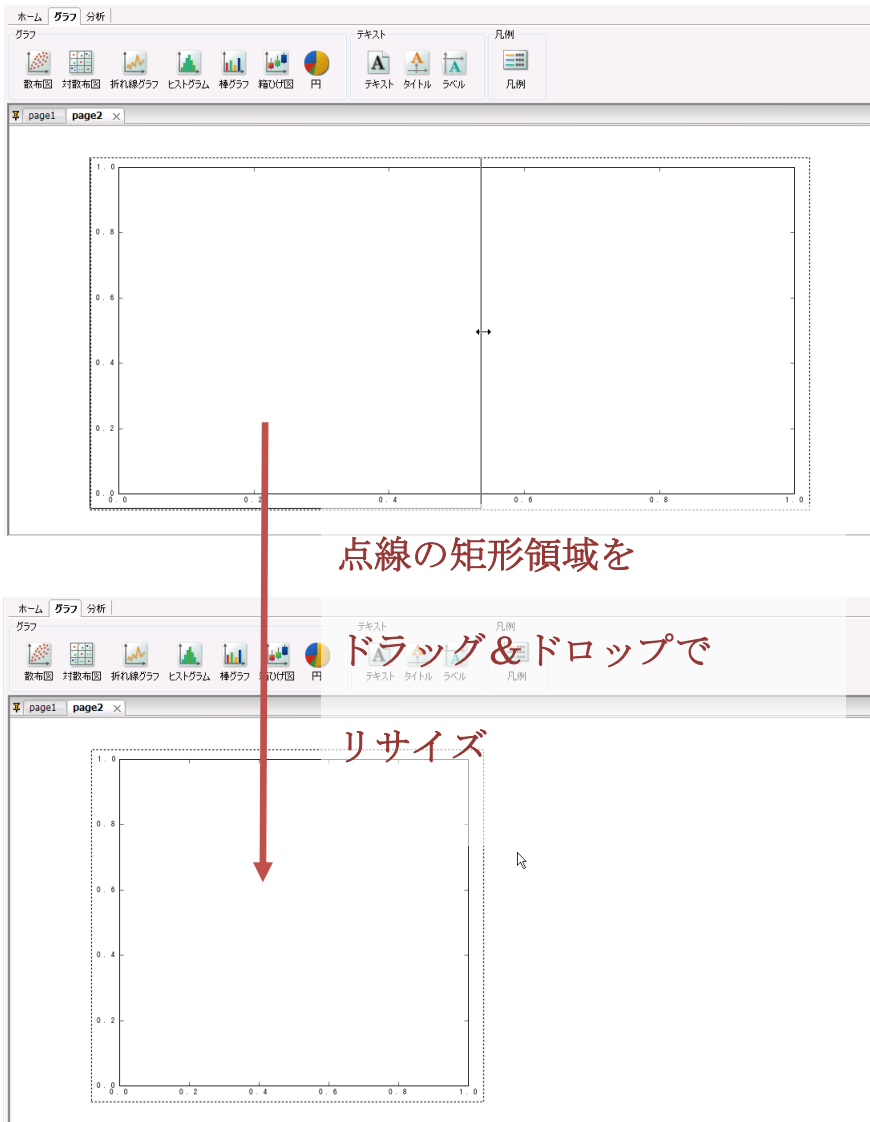 ホーム グラフ 分析
グラフ テキスト 凡例
散布図 対散布図 折れ線グラフ ヒストグラム 棒グラフ 箱ひげ図 円 テキスト タイトル ラベル 凡例
page1 page2
1.0
0.8
0.6
0.4
0.2
0.0
0.0 0.2 0.4 0.6 0.8 1.0
点線の矩形領域を
ホーム グラフ 分析
グラフ テキスト 凡例
ドラッグ&ドロップで
散布図 対散布図 折れ線グラフ ヒストグラム 棒グラフ 箱ひげ図 円 テキスト タイトル ラベル 凡例
page1 page2
リサイズ
1.0
0.8
0.6
0.4
0.2
0.0
0.0 0.2 0.4 0.6 0.8 1.0